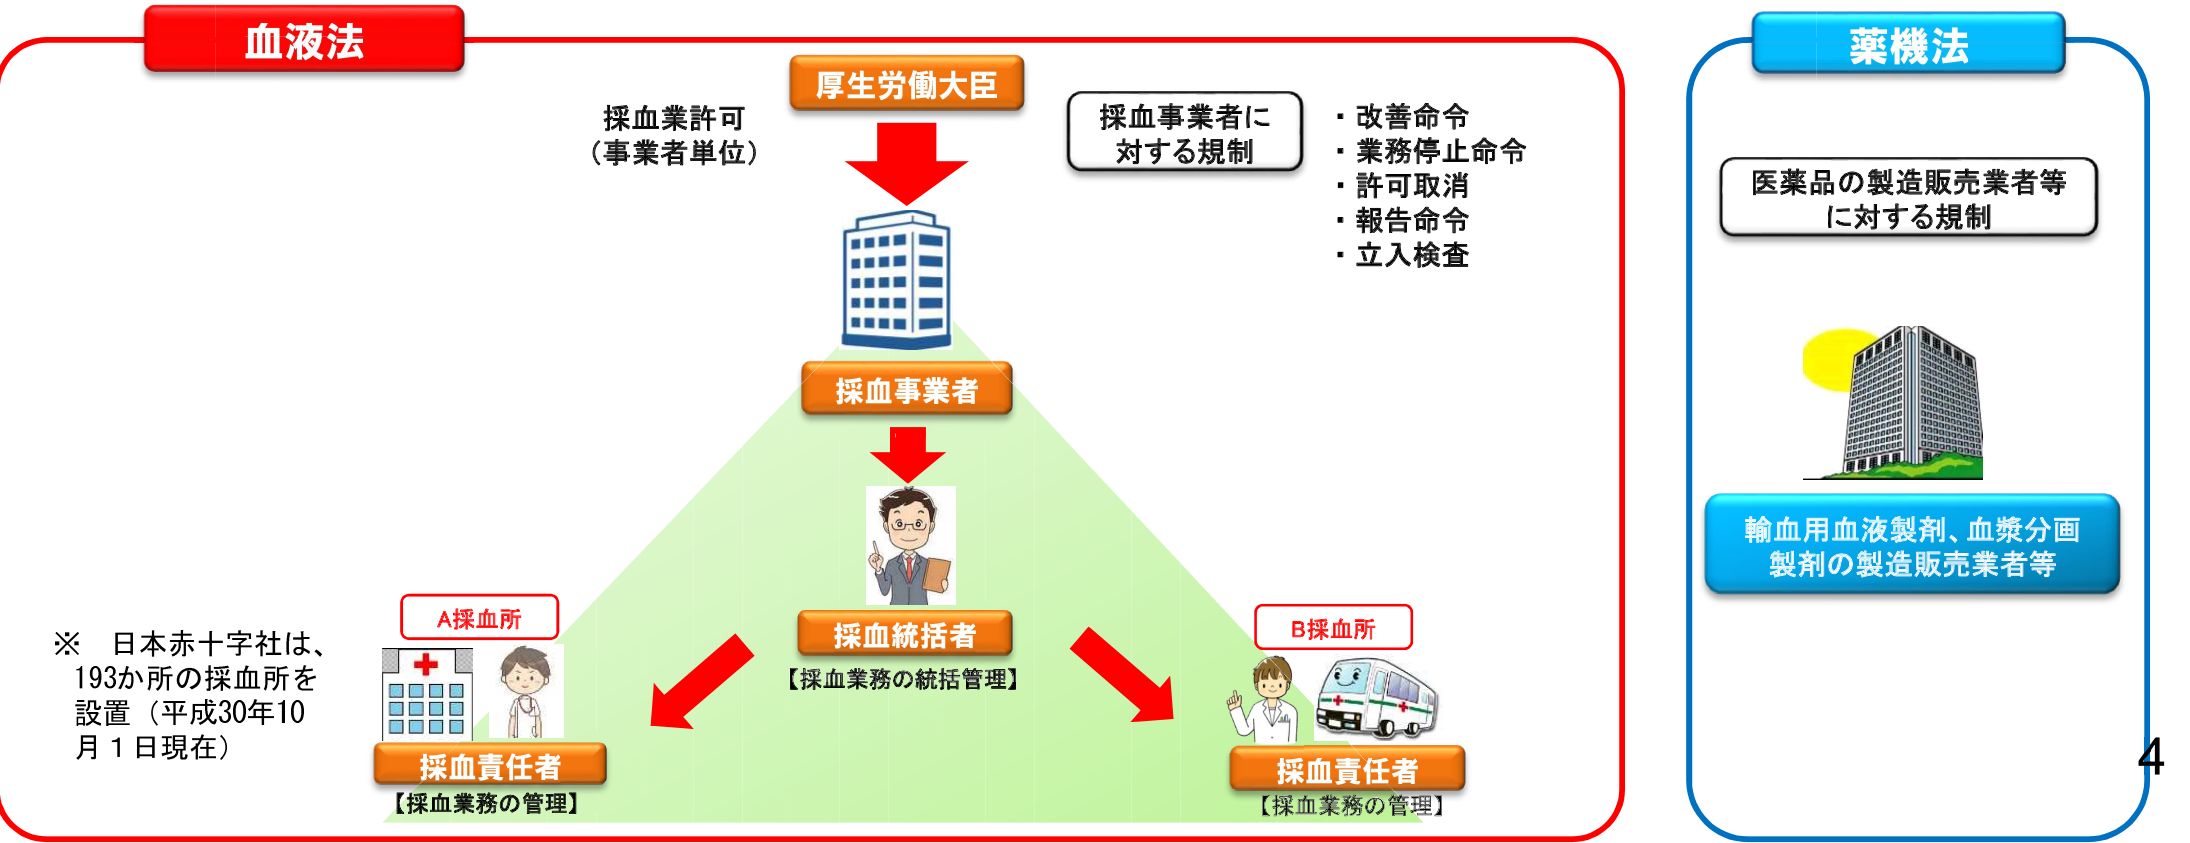 血液法
厚生労働大臣
採血業許可
（事業者単位）
採血事業者に
対する規制
・改善命令
・業務停止命令
・許可取消
・報告命令
・立入検査
採血事業者
採血統括者
【採血業務の統括管理】
A採血所
採血責任者
【採血業務の管理】
B採血所
採血責任者
【採血業務の管理】
※　日本赤十字社は、
193か所の採血所を
設置（平成30年10
月１日現在）
薬機法
医薬品の製造販売業者等
に対する規制
輸血用血液製剤、血漿分画
製剤の製造販売業者等
4